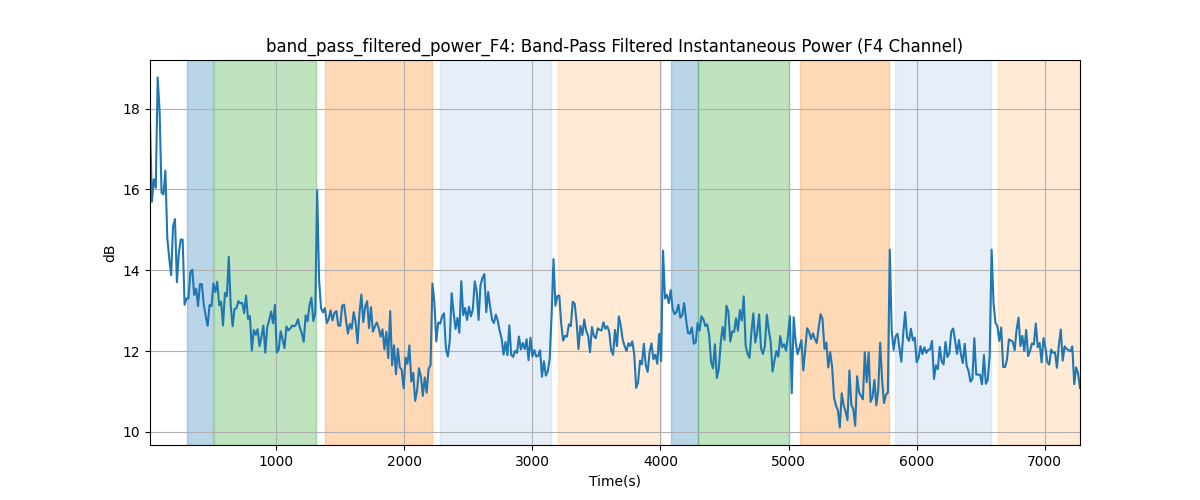 band_pass_filtered_power_F4: Band-Pass Filtered Instantaneous Power (F4 Channel)
dB
18
16
14
12
10
1000 2000 3000 4000 5000 6000 7000
Time(s)